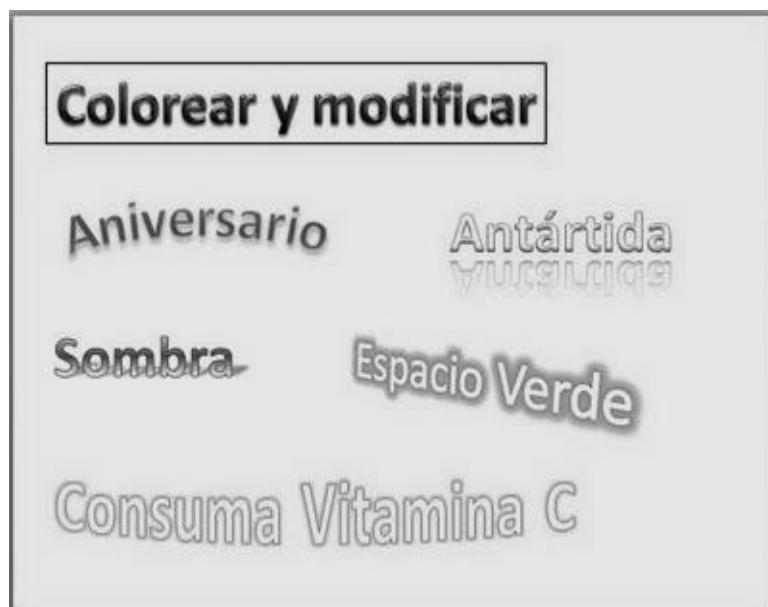 Colorear y modificar
Aniversario
Antártida
Sombra
Espacio Verde
Consuma Vitamina C